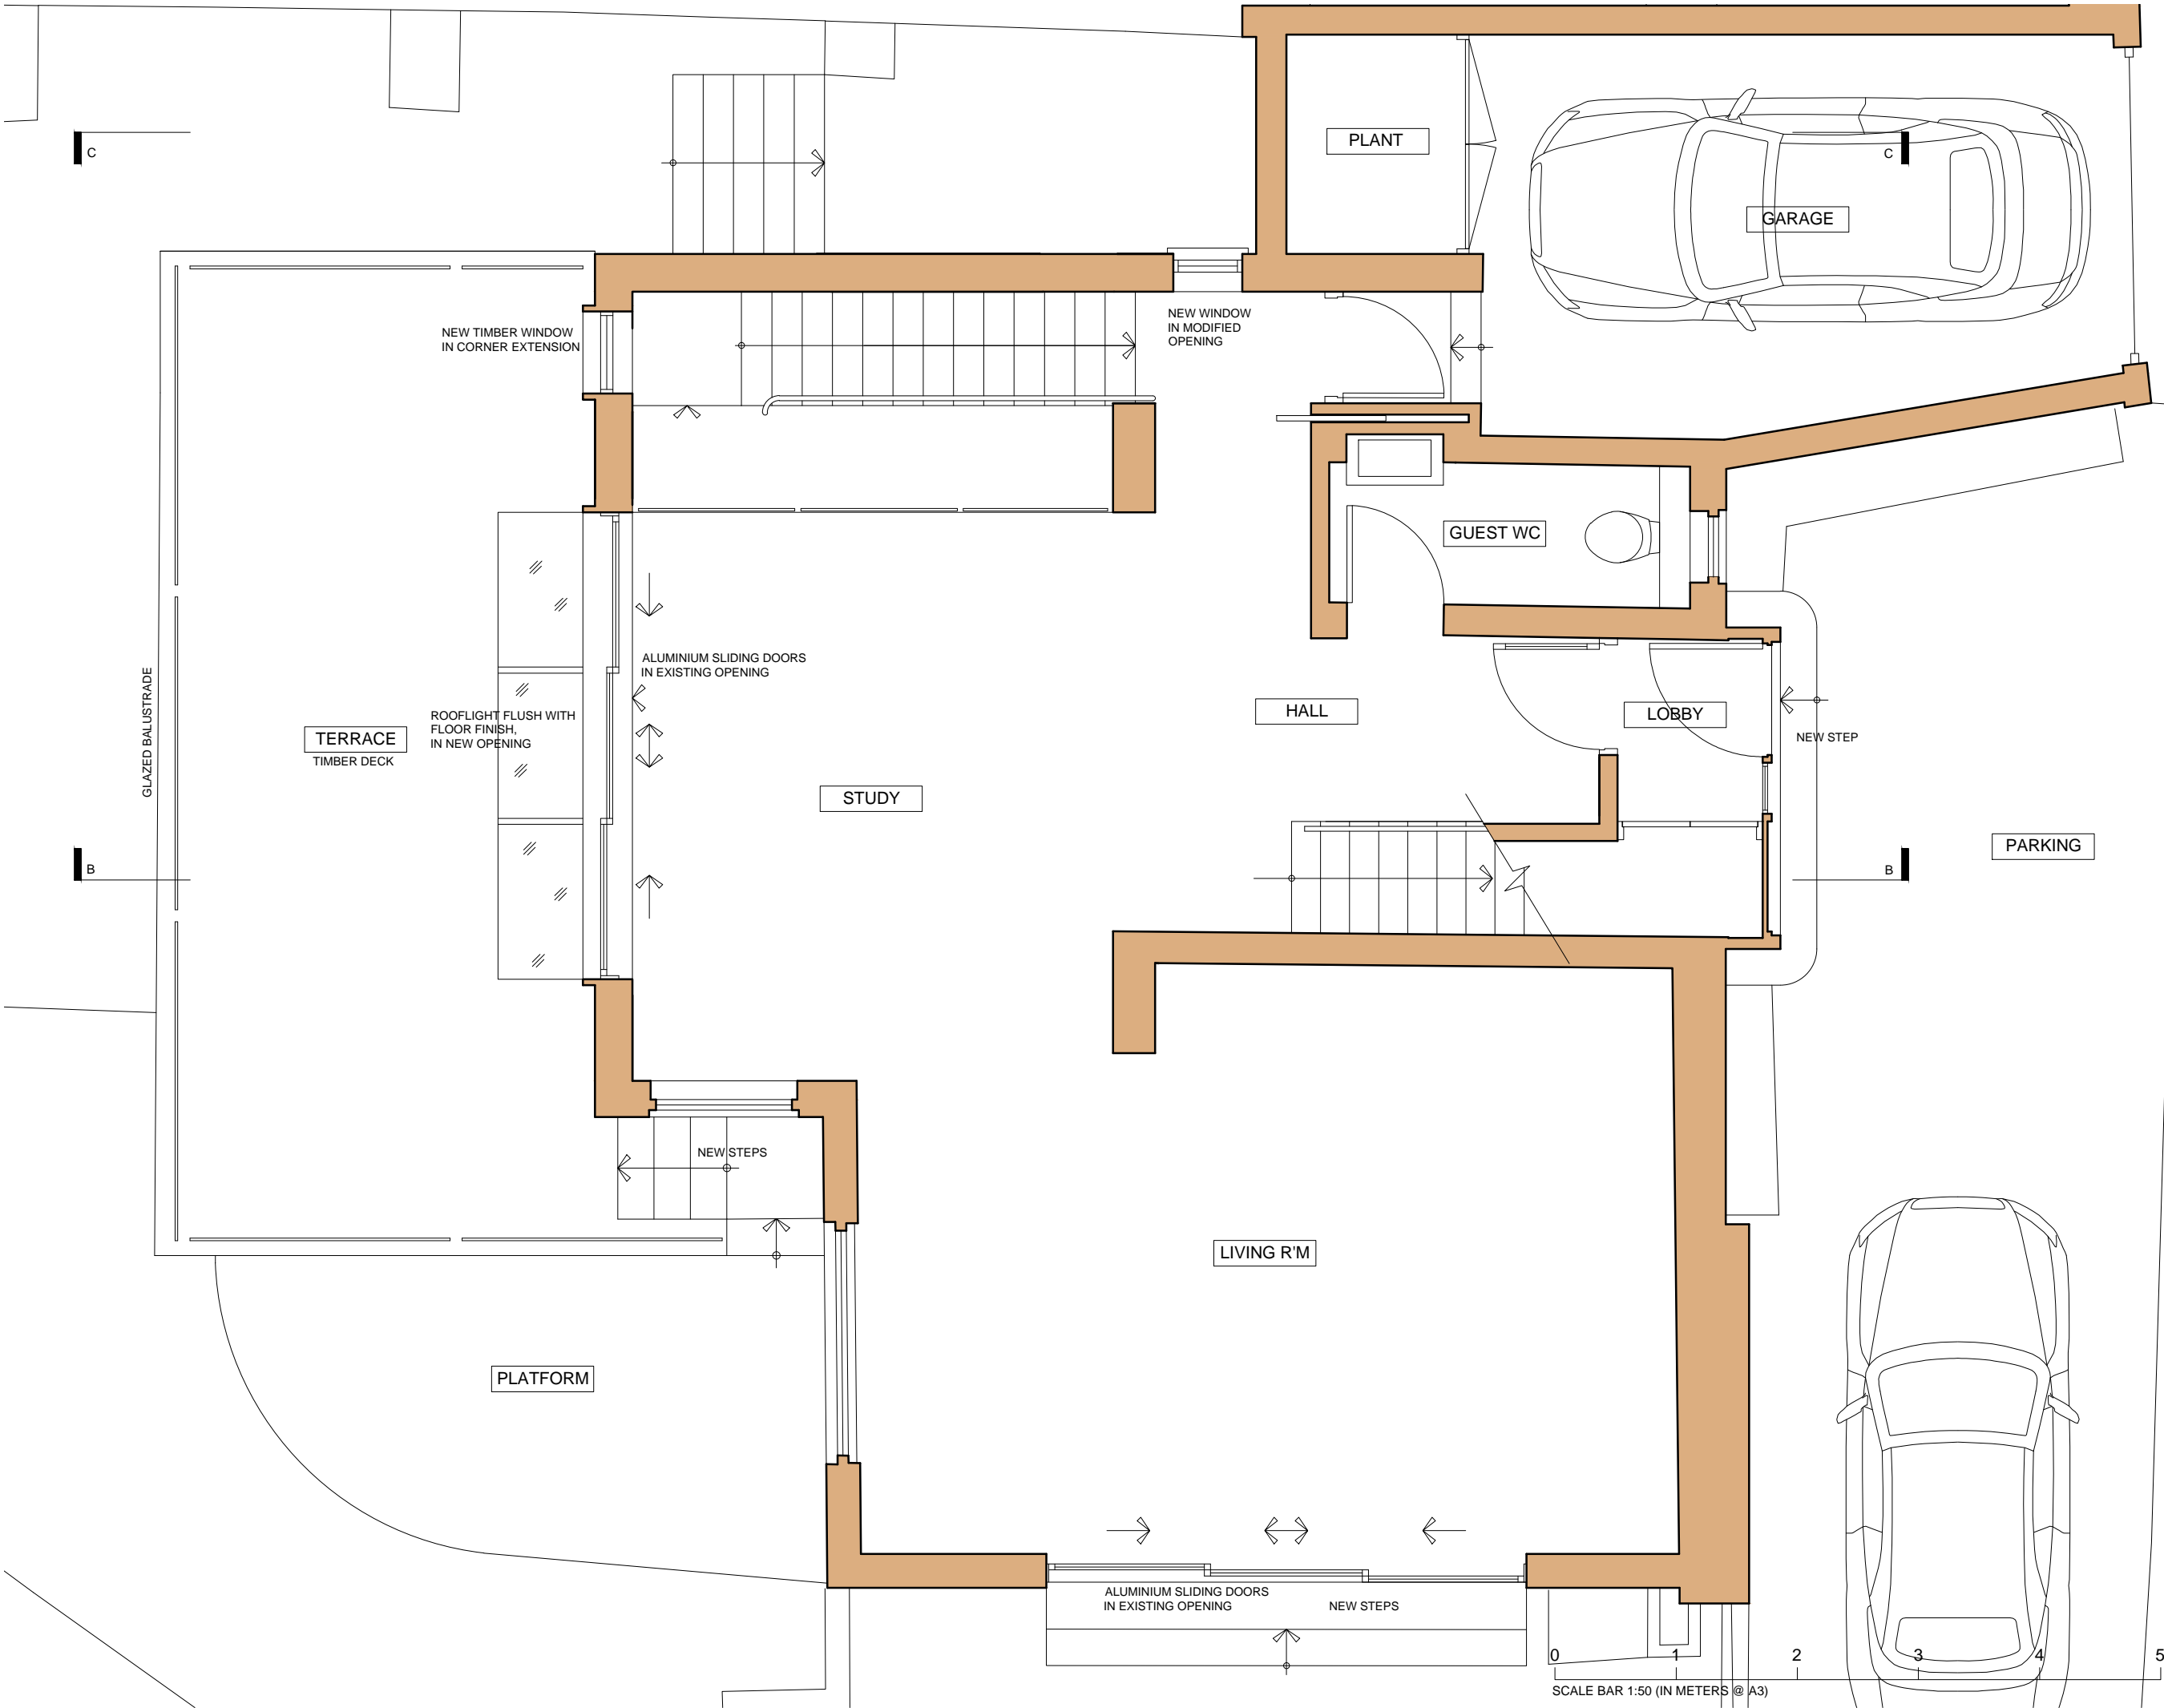 C
PLANT
C
GARAGE
NEW TIMBER WINDOW
IN CORNER EXTENSION
NEW WINDOW
IN MODIFIED
OPENING
GUEST WC
ALUMINIUM SLIDING DOORS
IN EXISTING OPENING
GLAZED BALUSTRADE
ROOFLIGHT FLUSH WITH
FLOOR FINISH,
IN NEW OPENING
TERRACE
TIMBER DECK
HALL
LOBBY
NEW STEP
STUDY
PARKING
B
B
NEW STEPS
LIVING R'M
PLATFORM
ALUMINIUM SLIDING DOORS
IN EXISTING OPENING
NEW STEPS
0 1 2 3 4 5
SCALE BAR 1:50 (IN METERS @ A3)